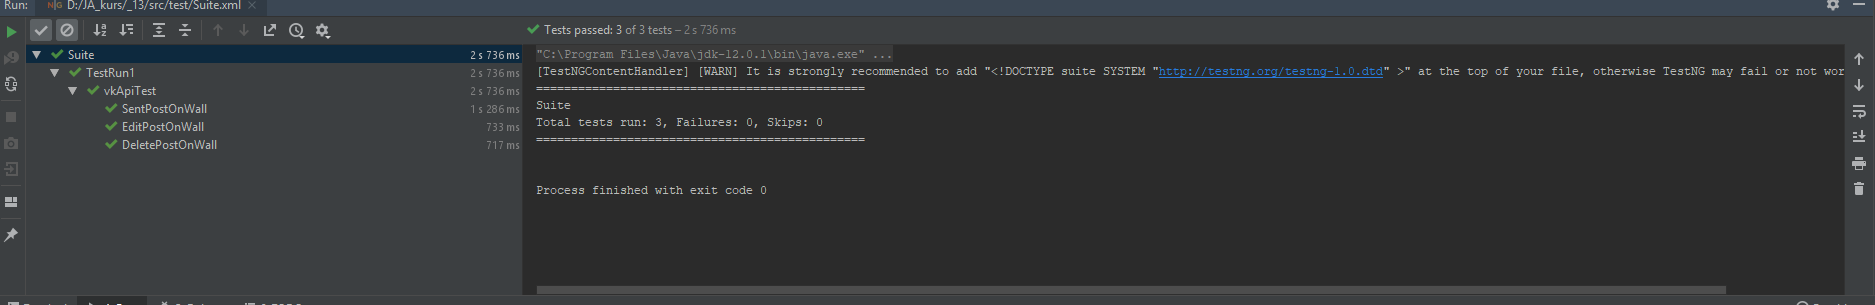 Run: NG D:/JA_kurs/_13/src/test/Suite.xml ×
Tests passed: 3 of 3 tests – 2 s 736 ms
Suite 2 s 736 ms
TestRun1 2 s 736 ms
vkApiTest 2 s 736 ms
SentPostOnWall 1 s 286 ms
EditPostOnWall 733 ms
DeletePostOnWall 717 ms
"C:\Program Files\Java\jdk-12.0.1\bin\java.exe" ...
[TestNGContentHandler] [WARN] It is strongly recommended to add "<!DOCTYPE suite SYSTEM "http://testng.org/testng-1.0.dtd" >" at the top of your file, otherwise TestNG may fail or not wor
===============================================
Suite
Total tests run: 3, Failures: 0, Skips: 0
===============================================
Process finished with exit code 0